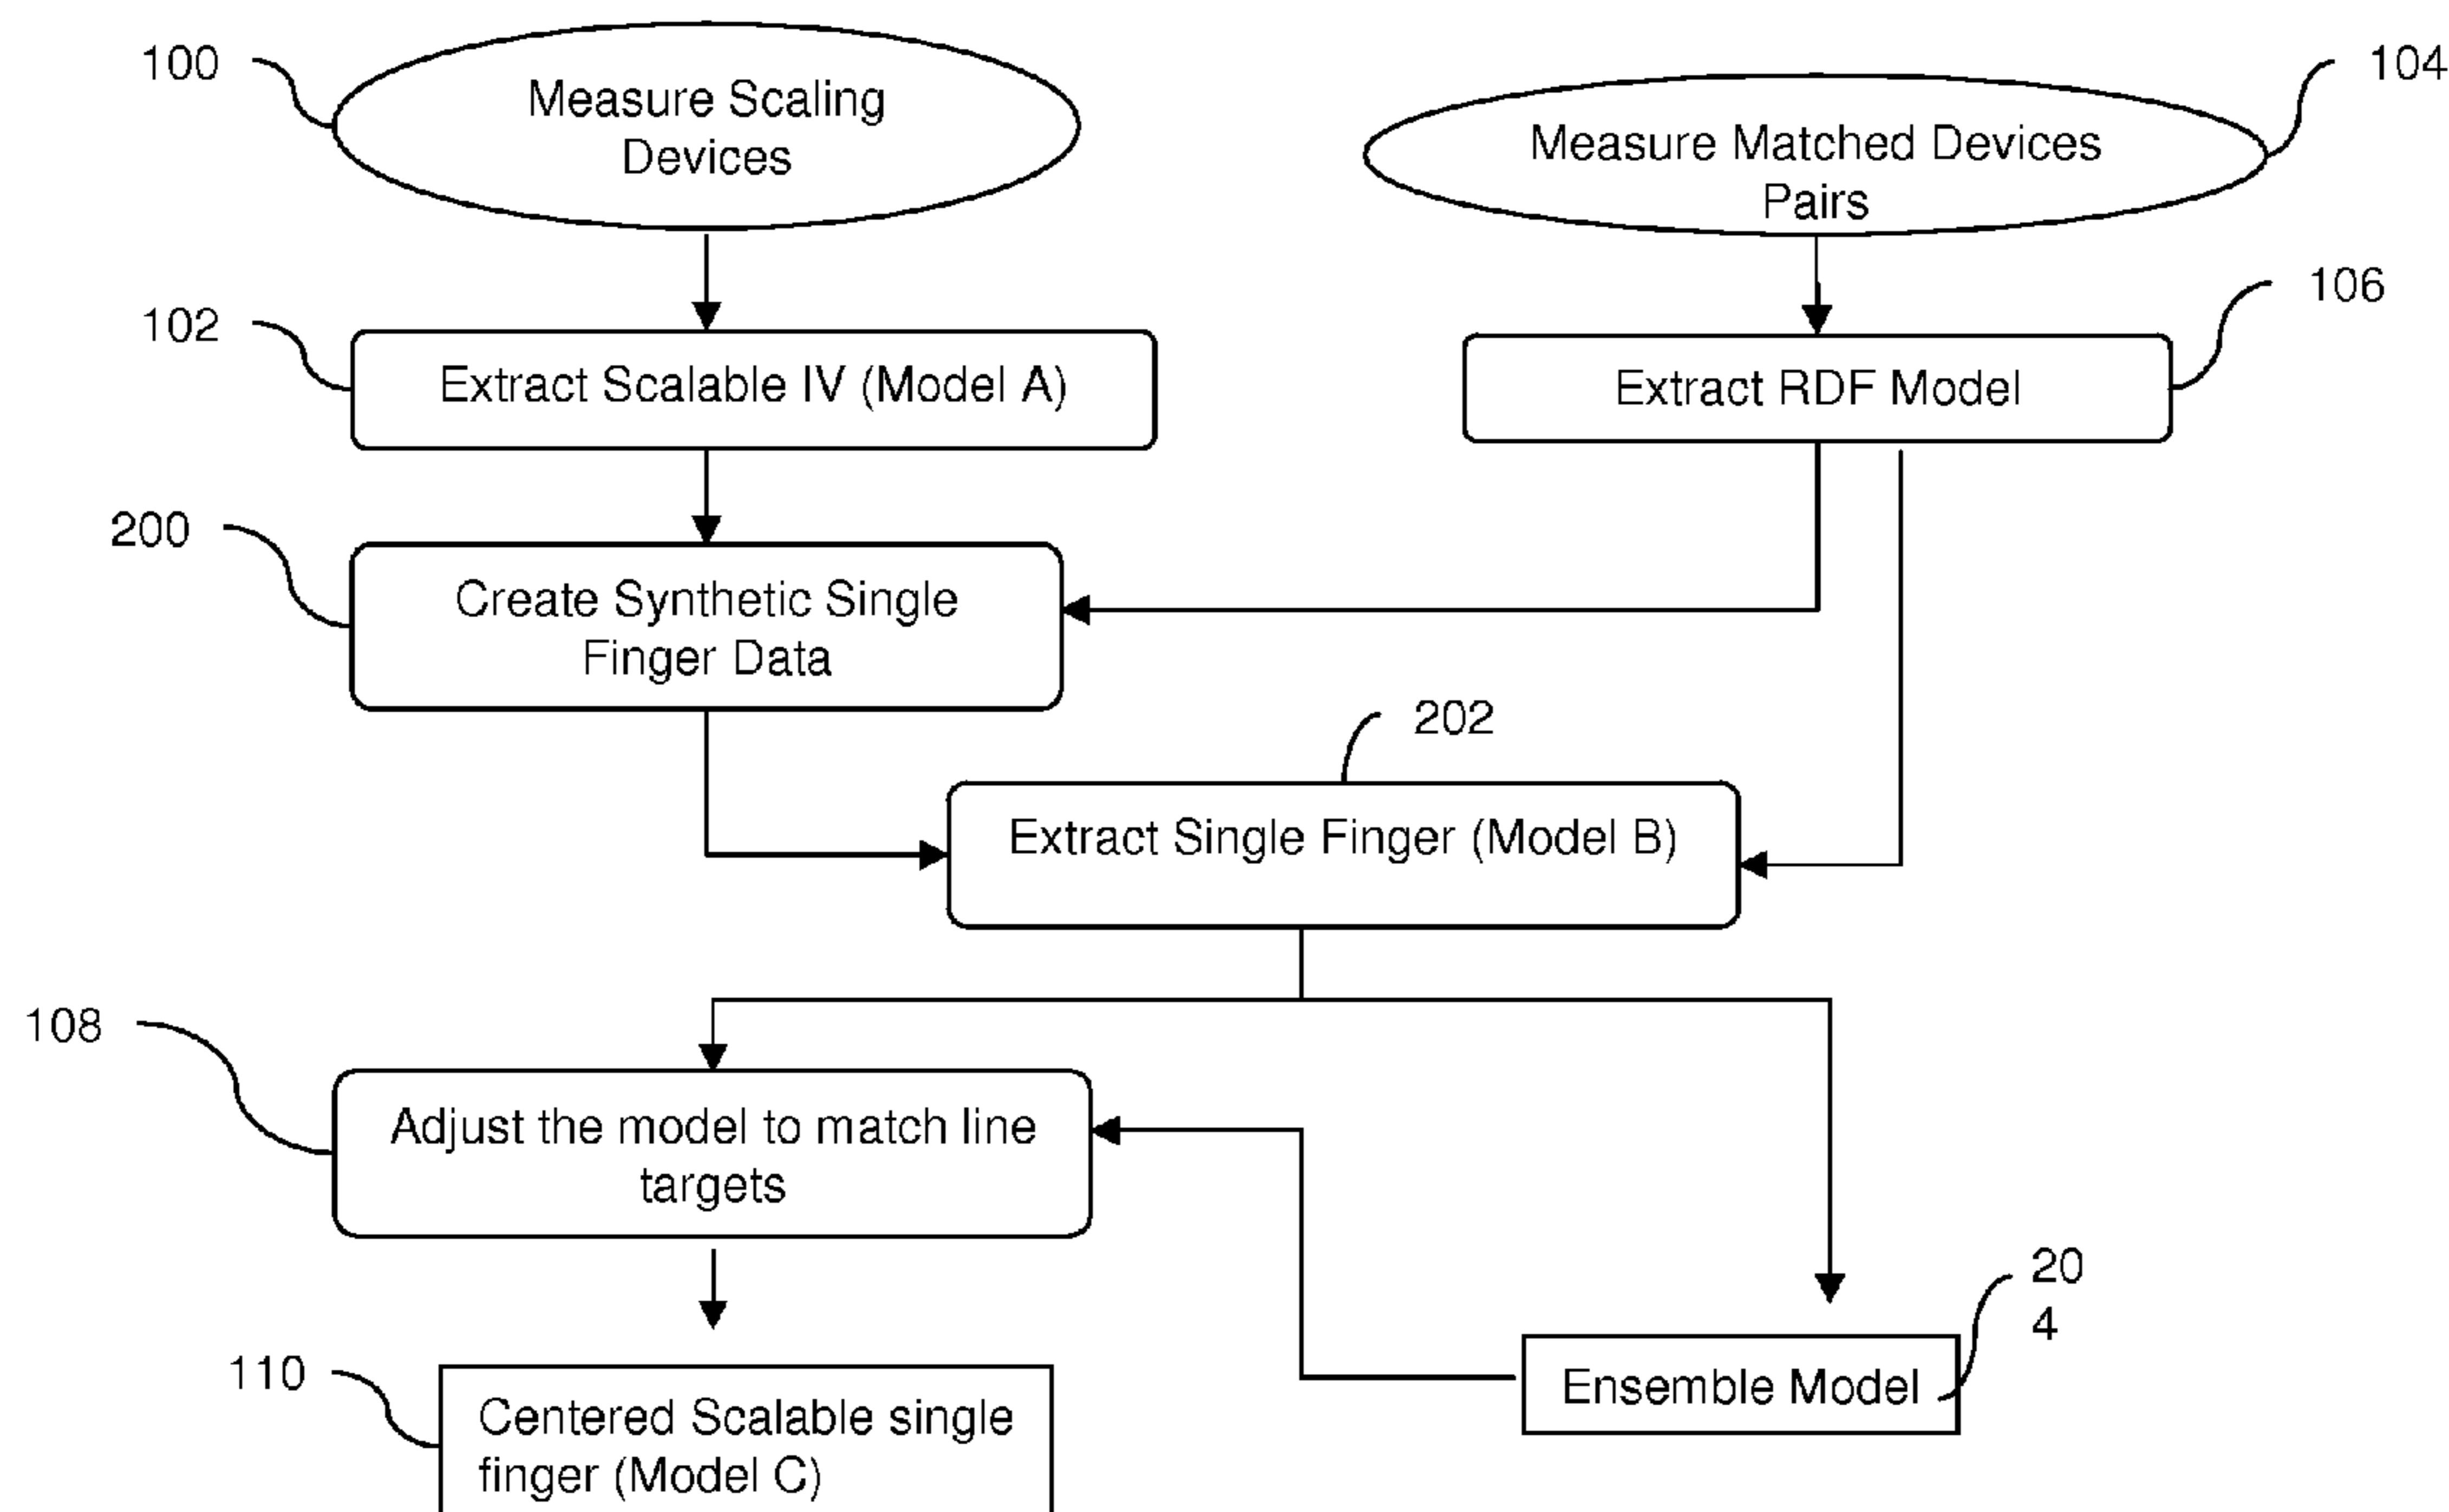 100
Measure Scaling
Devices
104
Measure Matched Devices
Pairs
102
Extract Scalable IV (Model A)
106
Extract RDF Model
200
Create Synthetic Single
Finger Data
202
Extract Single Finger (Model B)
108
Adjust the model to match line
targets
20
4
Ensemble Model
110
Centered Scalable single
finger (Model C)